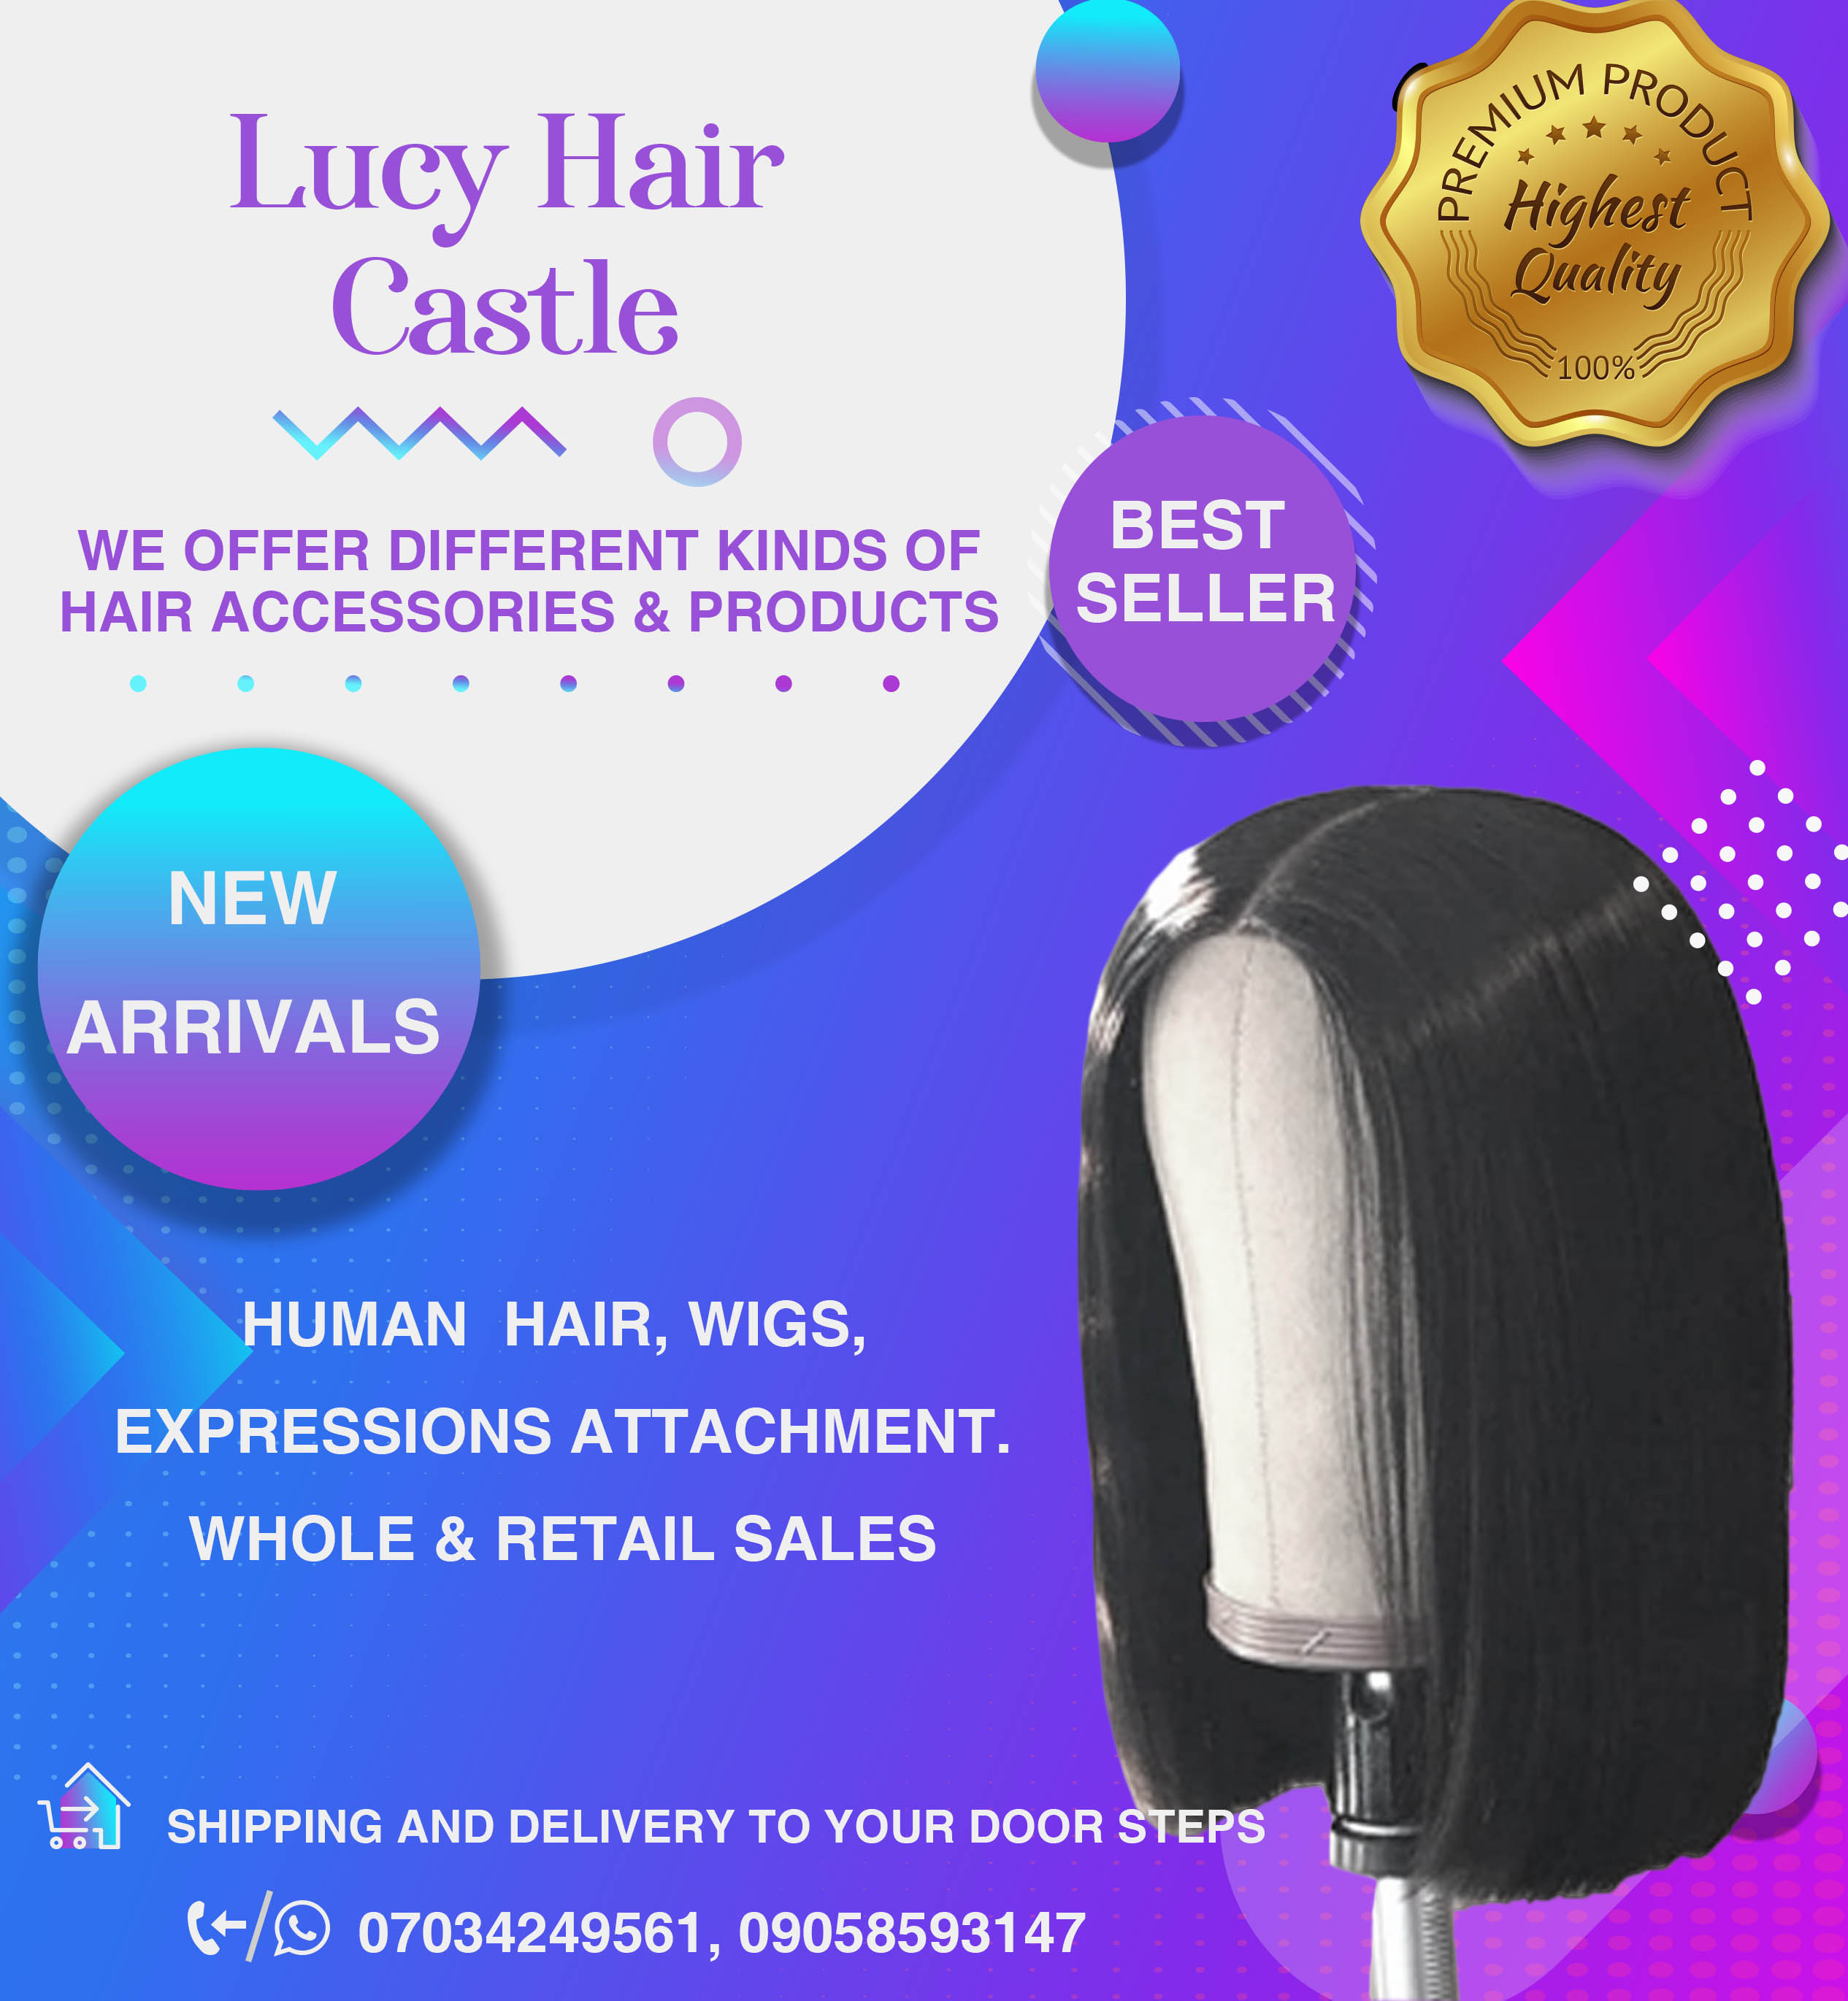 Lucy Hair
Castle
PREMIUM PRODUCT
Highest
Quality
100%
WE OFFER DIFFERENT KINDS OF
HAIR ACCESSORIES & PRODUCTS
BEST
SELLER
NEW
ARRIVALS
HUMAN  HAIR, WIGS,
EXPRESSIONS ATTACHMENT.
WHOLE & RETAIL SALES
SHIPPING AND DELIVERY TO YOUR DOOR STEPS
07034249561, 09058593147